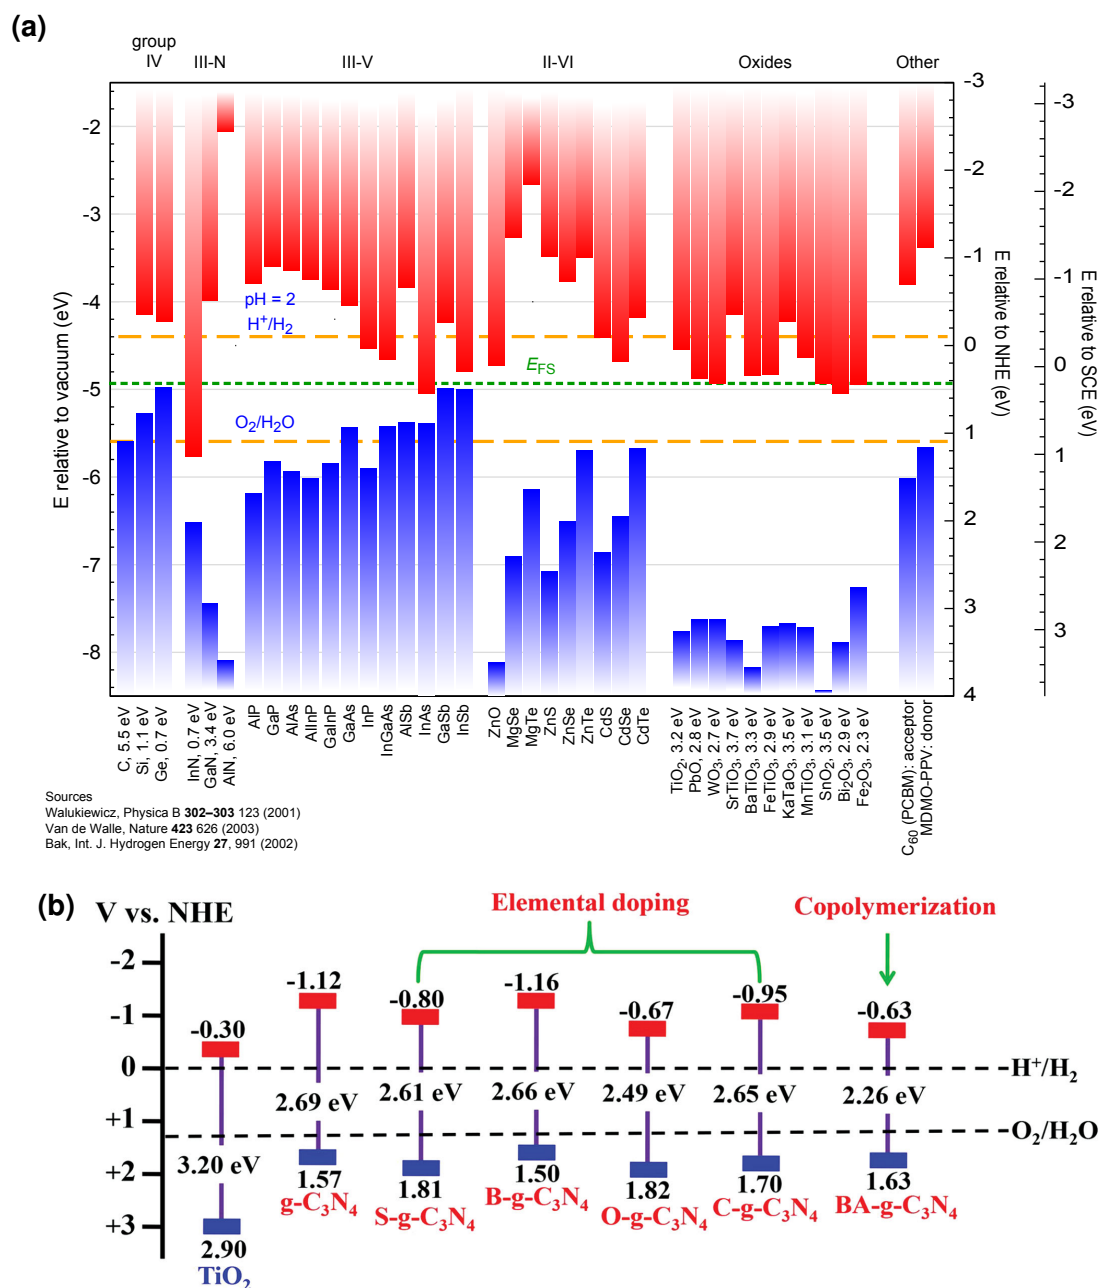 (a)
group
IV
III-N
III-V
II-VI
Oxides
Other
E relative to vacuum (eV)
-2
-3
-4
-5
-6
-7
-8
-3
-2
-1
0
1
2
3
4
E relative to NHE (eV)
-3
-2
-1
0
1
2
3
E relative to SCE (eV)
pH = 2
H⁺/H₂
E_FS
O₂/H₂O
C, 5.5 eV
Si, 1.1 eV
Ge, 0.7 eV
InN, 0.7 eV
GaN, 3.4 eV
AlN, 6.0 eV
AlP
GaP
AlAs
AlInP
GaInP
GaAs
InP
InGaAs
AlSb
InAs
GaSb
InSb
ZnO
MgSe
MgTe
ZnS
ZnSe
ZnTe
CdS
CdSe
CdTe
TiO₂, 3.2 eV
PbO, 2.8 eV
WO₃, 2.7 eV
SrTiO₃, 3.7 eV
BaTiO₃, 3.3 eV
FeTiO₃, 2.9 eV
KaTaO₃, 3.5 eV
MnTiO₃, 3.1 eV
SnO₂, 3.5 eV
Bi₂O₃, 2.9 eV
Fe₂O₃, 2.3 eV
C₆₀ (PCBM): acceptor
MDMO-PPV: donor
Sources
Walukiewicz, Physica B 302–303 123 (2001)
Van de Walle, Nature 423 626 (2003)
Bak, Int. J. Hydrogen Energy 27, 991 (2002)
(b)
V vs. NHE
Elemental doping
Copolymerization
-2
-1
0
+1
+2
+3
-0.30
-1.12
-0.80
-1.16
-0.67
-0.95
-0.63
H⁺/H₂
2.69 eV
2.61 eV
2.66 eV
2.49 eV
2.65 eV
2.26 eV
O₂/H₂O
3.20 eV
1.57
1.81
1.50
1.82
1.70
1.63
g-C₃N₄
S-g-C₃N₄
B-g-C₃N₄
O-g-C₃N₄
C-g-C₃N₄
BA-g-C₃N₄
2.90
TiO₂